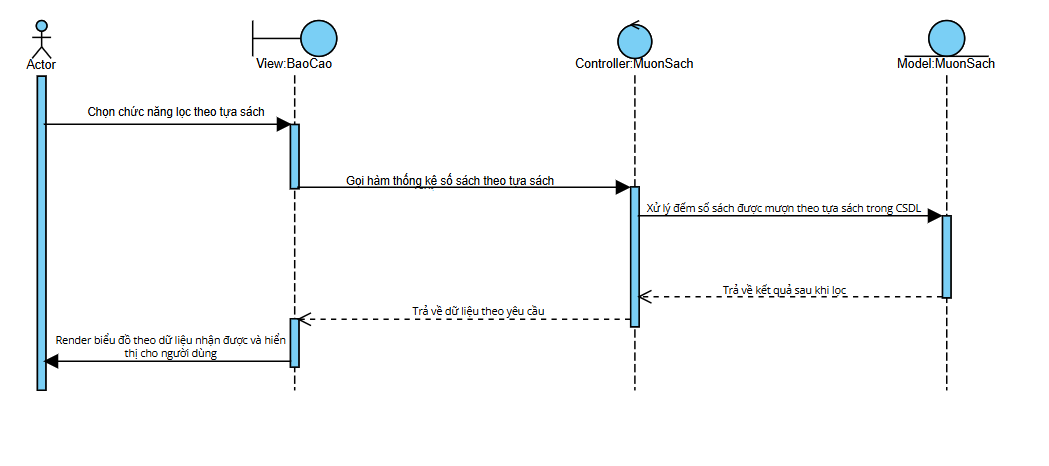 Actor
View:BaoCao
Controller:MuonSach
Model:MuonSach
Chọn chức năng lọc theo tựa sách
Gọi hàm thống kê số sách theo tựa sách
Xử lý đếm số sách được mượn theo tựa sách trong CSDL
Trả về kết quả sau khi lọc
Trả về dữ liệu theo yêu cầu
Render biểu đồ theo dữ liệu nhận được và hiển
thị cho người dùng